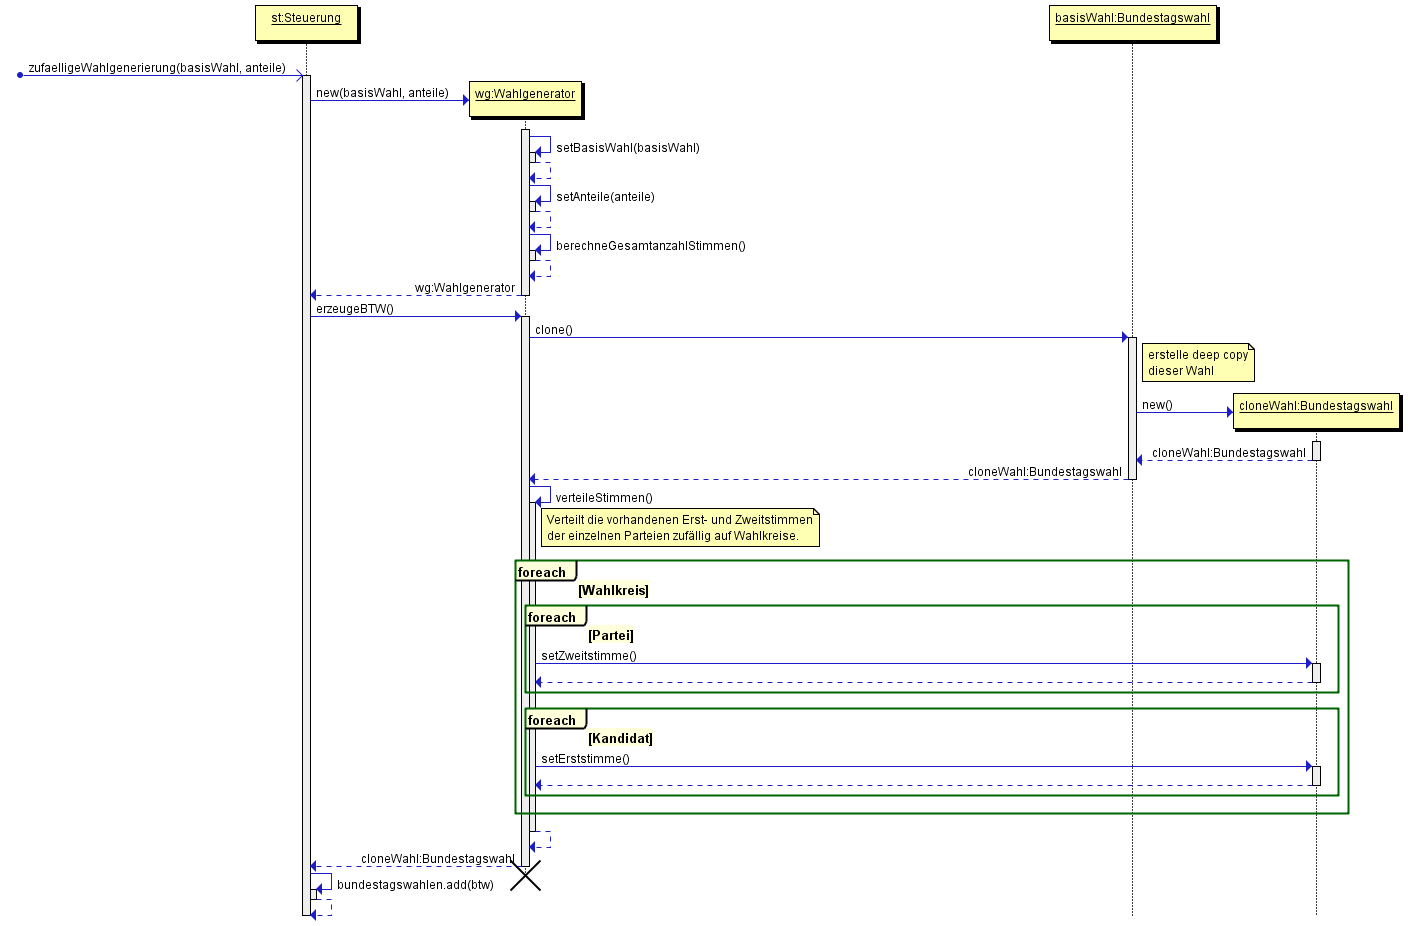 st:Steuerung
basisWahl:Bundestagswahl
zufaelligeWahlgenerierung(basisWahl, anteile)
new(basisWahl, anteile)
wg:Wahlgenerator
setBasisWahl(basisWahl)
setAnteile(anteile)
berechneGesamtanzahlStimmen()
wg:Wahlgenerator
erzeugeBTW()
clone()
erstelle deep copy
dieser Wahl
new()
cloneWahl:Bundestagswahl
cloneWahl:Bundestagswahl
cloneWahl:Bundestagswahl
verteileStimmen()
Verteilt die vorhandenen Erst- und Zweitstimmen
der einzelnen Parteien zufällig auf Wahlkreise.
foreach
[Wahlkreis]
foreach
[Partei]
setZweitstimme()
foreach
[Kandidat]
setErststimme()
cloneWahl:Bundestagswahl
bundestagswahlen.add(btw)